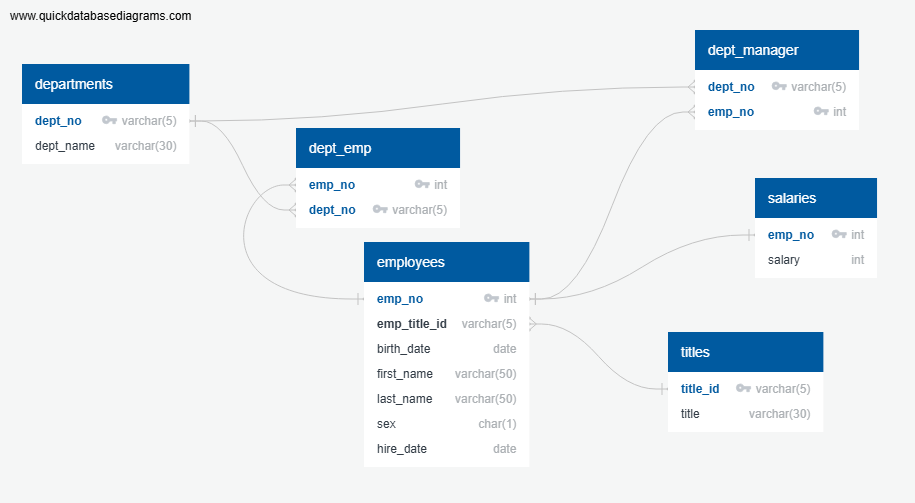 www.quickdatabasediagrams.com
departments
dept_no varchar(5)
dept_name varchar(30)
dept_emp
emp_no int
dept_no varchar(5)
employees
emp_no int
emp_title_id varchar(5)
birth_date date
first_name varchar(50)
last_name varchar(50)
sex char(1)
hire_date date
dept_manager
dept_no varchar(5)
emp_no int
salaries
emp_no int
salary int
titles
title_id varchar(5)
title varchar(30)